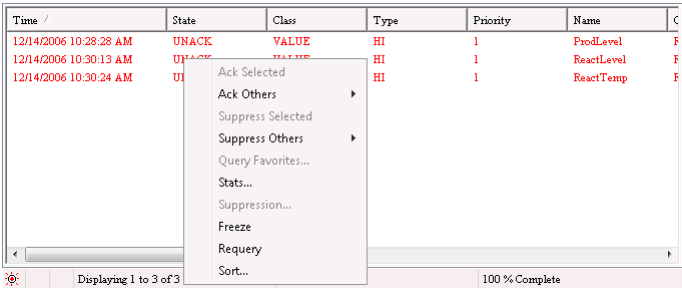 Time / State Class Type Priority Name
12/14/2006 10:28:28 AM UNACK VALUE HI 1 ProdLevel
12/14/2006 10:30:13 AM UNACK VALUE HI 1 ReactLevel
12/14/2006 10:30:24 AM HI 1 ReactTemp
Ack Selected
Ack Others
Suppress Selected
Suppress Others
Query Favorites...
Stats...
Suppression...
Freeze
Requery
Sort...
Displaying 1 to 3 of 3 100 % Complete